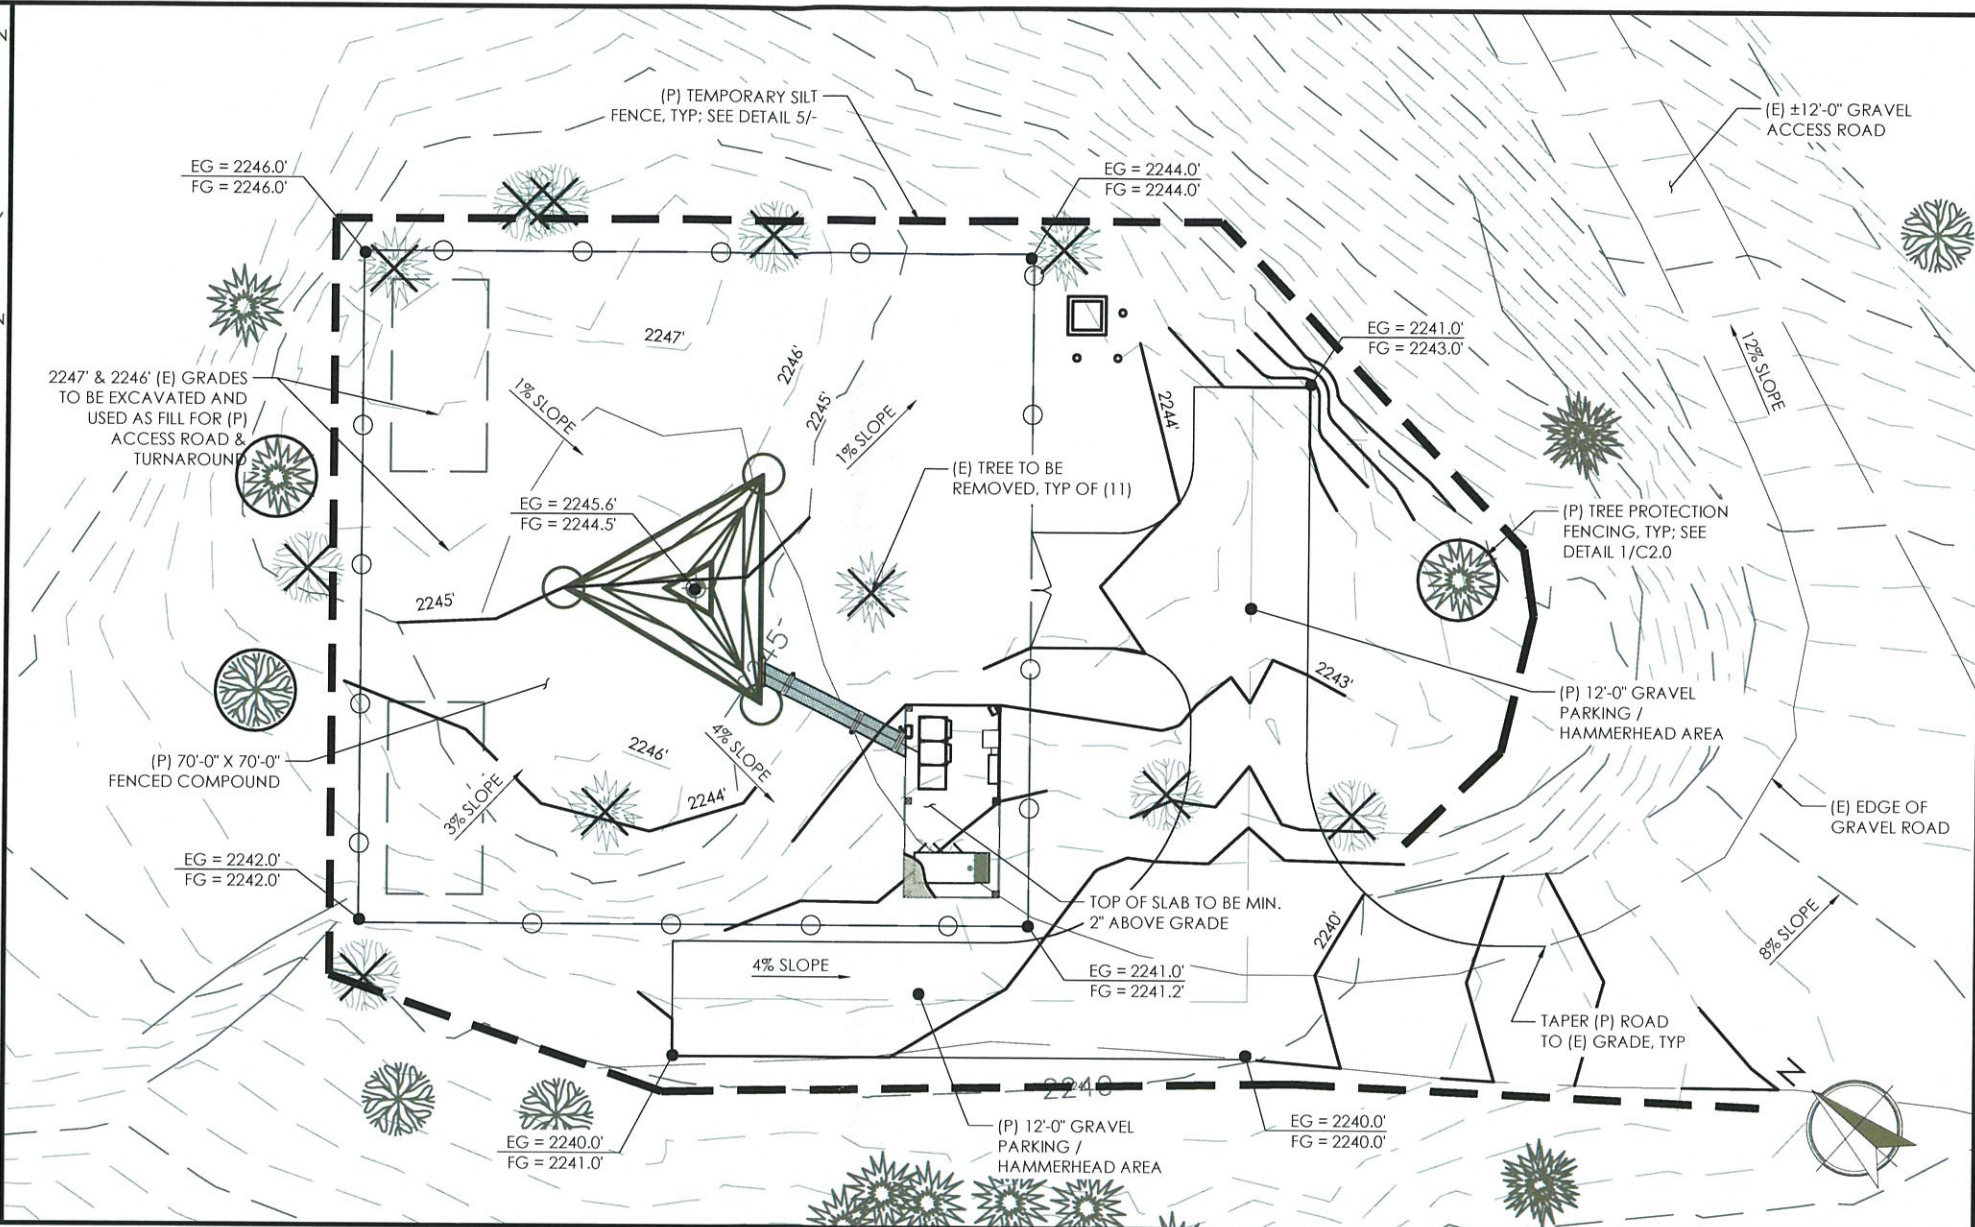 (P) TEMPORARY SILT
FENCE, TYP; SEE DETAIL 5/-
(E) ±12'-0" GRAVEL
ACCESS ROAD
EG = 2246.0'
FG = 2246.0'
EG = 2244.0'
FG = 2244.0'
2247'
2246'
2245'
EG = 2241.0'
FG = 2243.0'
12% SLOPE
2247' & 2246' (E) GRADES
TO BE EXCAVATED AND
USED AS FILL FOR (P)
ACCESS ROAD &
TURNAROUND
1% SLOPE
1% SLOPE
2244'
(E) TREE TO BE
REMOVED, TYP OF (11)
EG = 2245.6'
FG = 2244.5'
(P) TREE PROTECTION
FENCING, TYP; SEE
DETAIL 1/C2.0
2245'
2245-
2243'
(P) 12'-0" GRAVEL
PARKING /
HAMMERHEAD AREA
(P) 70'-0" X 70'-0"
FENCED COMPOUND
2246'
4% SLOPE
3% SLOPE
2244'
(E) EDGE OF
GRAVEL ROAD
EG = 2242.0'
FG = 2242.0'
TOP OF SLAB TO BE MIN.
2" ABOVE GRADE
2240'
8% SLOPE
4% SLOPE
EG = 2241.0'
FG = 2241.2'
TAPER (P) ROAD
TO (E) GRADE, TYP
N
2240
EG = 2240.0'
FG = 2241.0'
(P) 12'-0" GRAVEL
PARKING /
HAMMERHEAD AREA
EG = 2240.0'
FG = 2240.0'